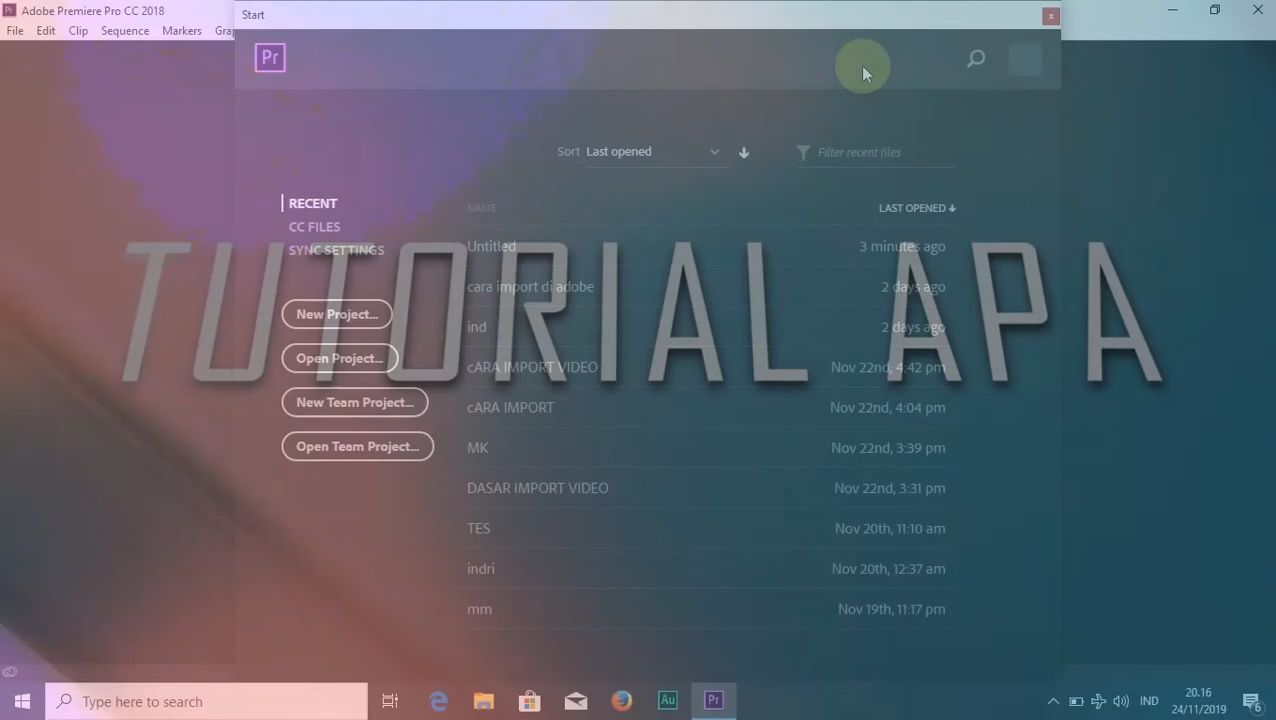 Adobe Premiere Pro CC 2018
File Edit Clip Sequence Markers
Start
Pr
Sort Last opened
Filter recent files
RECENT
CC FILES
SYNC SETTINGS
New Project...
Open Project...
New Team Project...
Open Team Project...
NAME LAST OPENED
Untitled 3 minutes ago
cara import di adobe 2 days ago
ind 2 days ago
cARA IMPORT VIDEO Nov 22nd, 4:42 pm
cARA IMPORT Nov 22nd, 4:04 pm
MK Nov 22nd, 3:39 pm
DASAR IMPORT VIDEO Nov 22nd, 3:31 pm
TES Nov 20th, 11:10 am
indri Nov 20th, 12:37 am
mm Nov 19th, 11:17 pm
TUTORIAL APA
Type here to search
Au
Pr
IND
20.16
24/11/2019
6